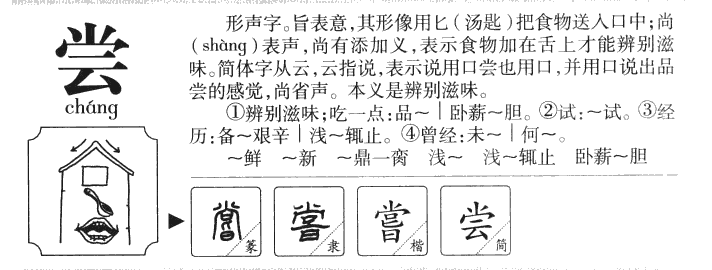 尝
cháng
形声字。旨表意,其形像用匕(汤匙)把食物送入口中;尚
(shàng)表声,尚有添加义,表示食物加在舌上才能辨别滋
味。简体字从云,云指说,表示说用口尝也用口,并用口说出品
尝的感觉,尚省声。本义是辨别滋味。
①辨别滋味;吃一点:品~|卧薪~胆。②试:~试。③经
历:备~艰辛|浅~辄止。④曾经:未~|何~。
~鲜 ~新 ~鼎一脔 浅~ 浅~辄止 卧薪~胆
嘗 篆
嘗 隶
嘗 楷
尝 简